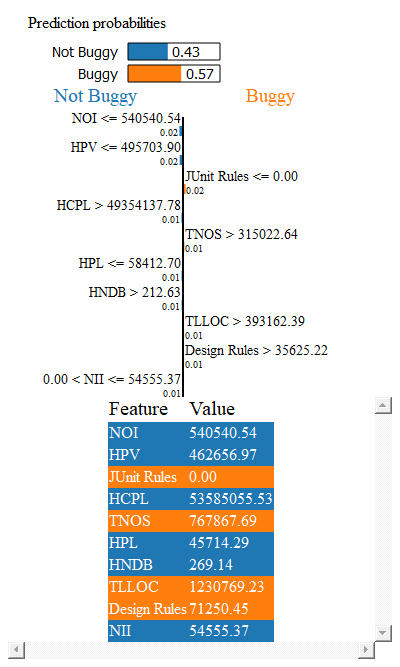 Prediction probabilities
Not Buggy 0.43
Buggy 0.57
Not Buggy Buggy
NOI <= 540540.54
0.02
HPV <= 495703.90
0.02
JUnit Rules <= 0.00
0.02
HCPL > 49354137.78
0.01
TNOS > 315022.64
0.01
HPL <= 58412.70
0.01
HNDB > 212.63
0.01
TLLOC > 393162.39
0.01
Design Rules > 35625.22
0.01
0.00 < NII <= 54555.37
0.01
Feature Value
NOI 540540.54
HPV 462656.97
JUnit Rules 0.00
HCPL 53585055.53
TNOS 767867.69
HPL 45714.29
HNDB 269.14
TLLOC 1230769.23
Design Rules 71250.45
NII 54555.37